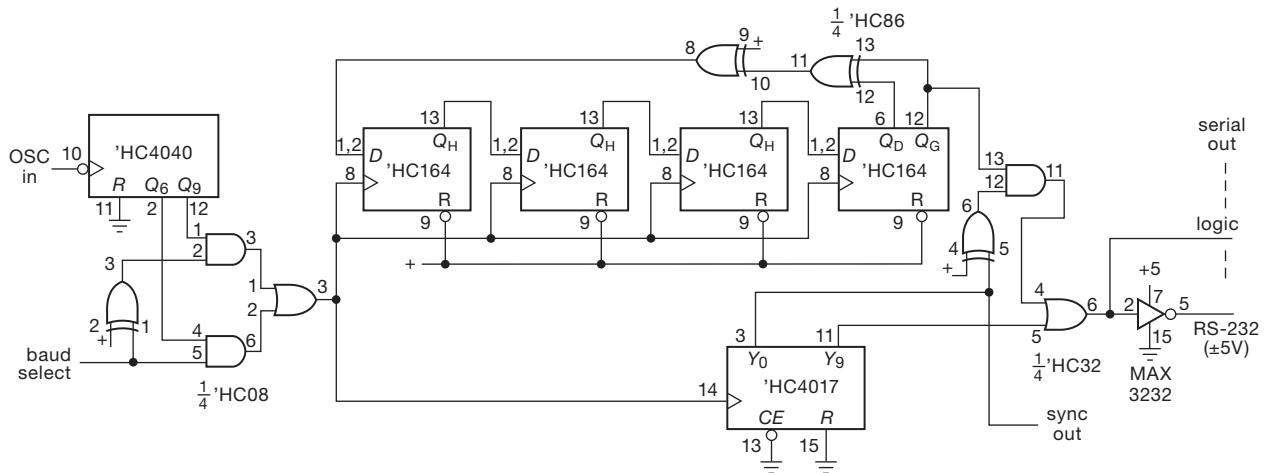 1/4 'HC86
8
9
+
10
11
13
12
13
13
13
6
12
OSC in
10
'HC4040
R
Q6
Q9
11
2
12
1,2
D
QH
'HC164
8
R
9
1,2
D
QH
'HC164
8
R
9
1,2
D
QH
'HC164
8
R
9
1,2
D
QD
QG
'HC164
8
R
9
13
12
11
6
4
5
+
serial out
logic
1
2
3
3
2
1
+
4
5
6
1
2
3
+
baud select
1/4 'HC08
3
11
Y0
Y9
'HC4017
14
CE
R
13
15
4
5
6
1/4 'HC32
+5
2
7
5
15
MAX 3232
RS-232
(±5V)
sync out